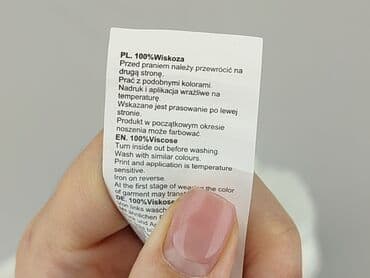 PL. 100%Wiskoza
Przed praniem należy przewrócić na
drugą stronę.
Prać z podobnymi kolorami.
Nadruk i aplikacja wrażliwe na
temperaturę.
Wskazane jest prasowanie po lewej
stronie.
Produkt w początkowym okresie
noszenia może farbować.
EN. 100%Viscose
Turn inside out before washing.
Wash with similar colours.
Print and application is temperature
sensitive.
Iron on reverse.
At the first stage of wearing the color
of garment may
DE. 100%Viskose